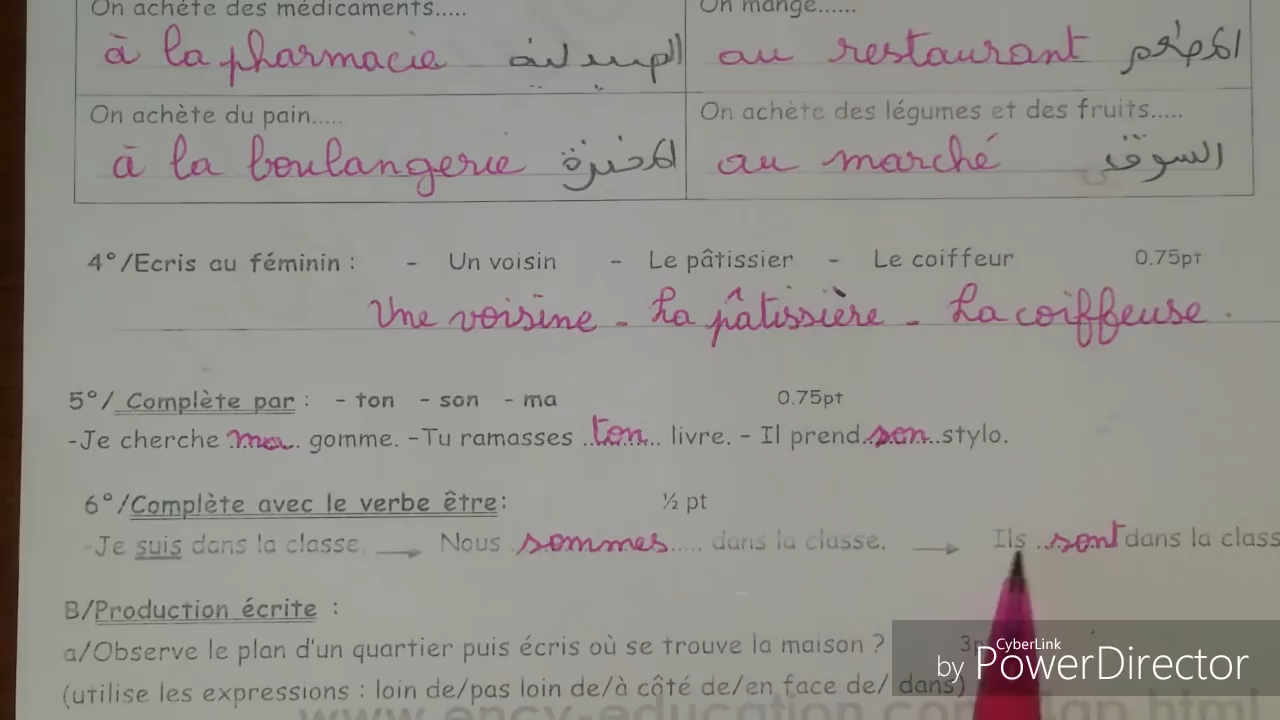 On achète des médicaments..... On mange......
à la pharmacie الصيدلية au restaurant المطعم
On achète du pain..... On achète des légumes et des fruits.....
à la boulangerie المخبزة au marché السوق
4°/Ecris au féminin : - Un voisin - Le pâtissier - Le coiffeur 0.75pt
Une voisine - La pâtissière - La coiffeuse.
5°/ Complète par : - ton - son - ma 0.75pt
-Je cherche ma gomme. -Tu ramasses ton livre. - Il prend son stylo.
6°/Complète avec le verbe être: ½ pt
-Je suis dans la classe → Nous sommes..... dans la classe. → Ils sont dans la class
B/Production écrite :
a/Observe le plan d'un quartier puis écris où se trouve la maison ?
(utilise les expressions : loin de/pas loin de/à côté de/en face de/ dans)
by CyberLink PowerDirector